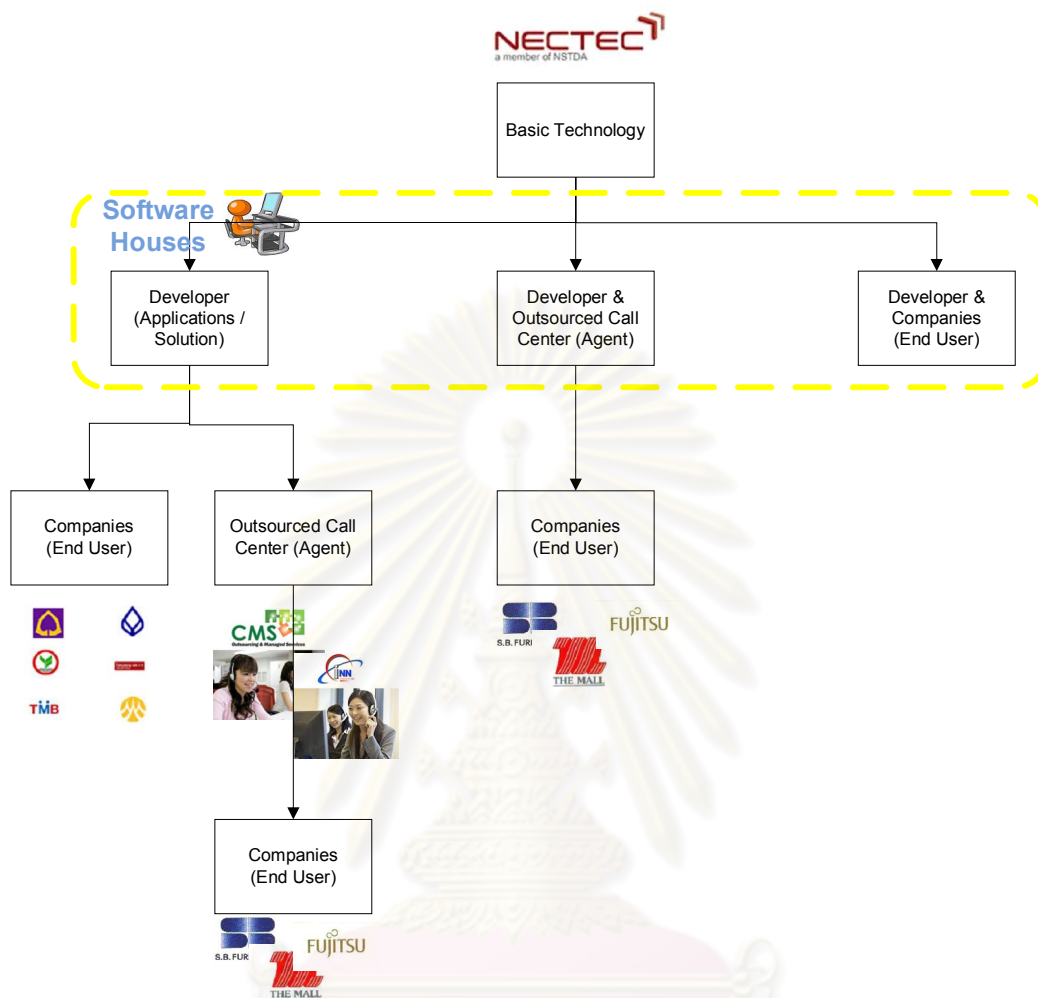 NECTEC
a member of NSTDA
Basic Technology
Software
Houses
Developer
(Applications /
Solution)
Developer &
Outsourced Call
Center (Agent)
Developer &
Companies
(End User)
Companies
(End User)
Outsourced Call
Center (Agent)
Companies
(End User)
TMB
CMS
Outsourcing & Managed Services
INN
S.B. FURI
FUJITSU
THE MALL
Companies
(End User)
S.B. FUR
FUJITSU
THE MALL